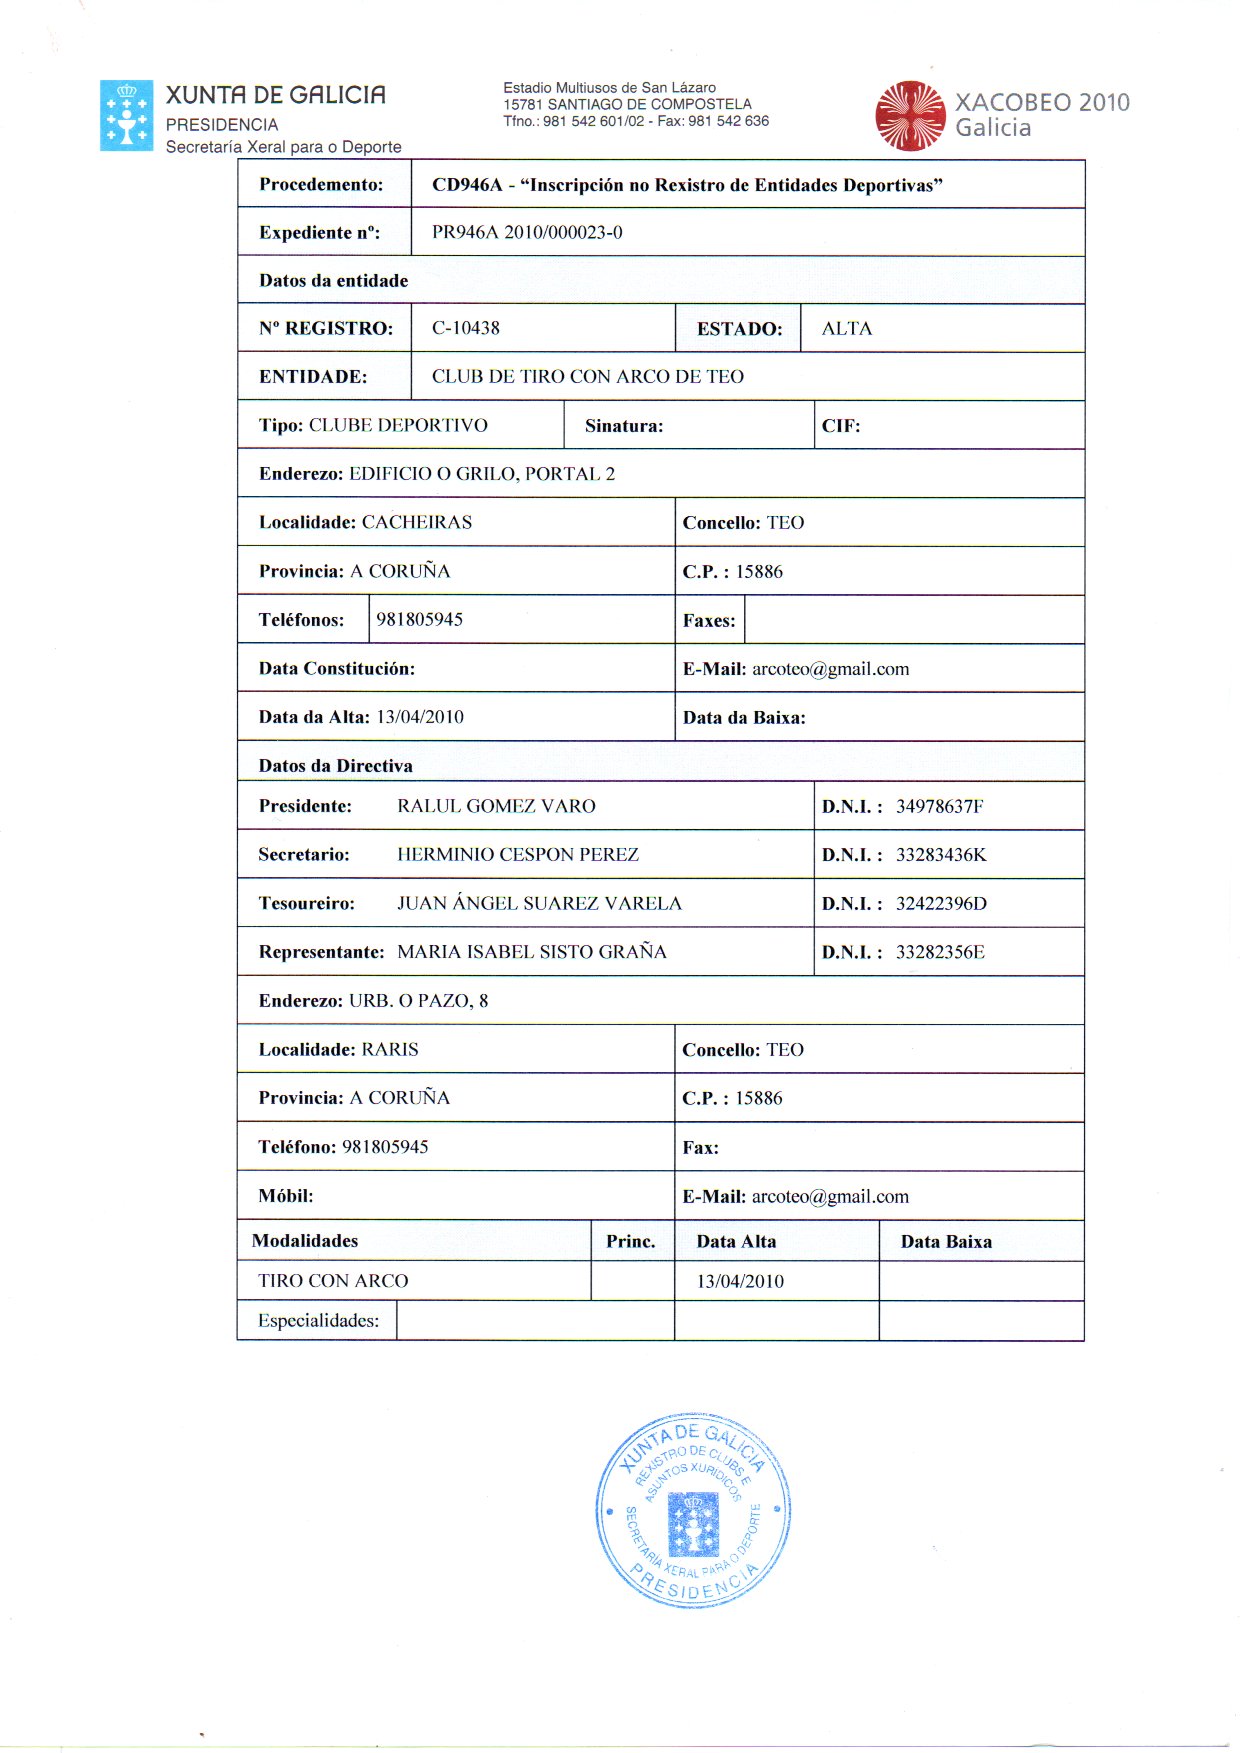 XUNTA DE GALICIA
PRESIDENCIA
Secretaría Xeral para o Deporte
Estadio Multiusos de San Lázaro
15781 SANTIAGO DE COMPOSTELA
Tfno.: 981 542 601/02 - Fax: 981 542 636
XACOBEO 2010
Galicia
Procedemento: CD946A - “Inscripción no Rexistro de Entidades Deportivas”
Expediente nº: PR946A 2010/000023-0
Datos da entidade
Nº REGISTRO: C-10438 ESTADO: ALTA
ENTIDADE: CLUB DE TIRO CON ARCO DE TEO
Tipo: CLUBE DEPORTIVO Sinatura: CIF:
Enderezo: EDIFICIO O GRILO, PORTAL 2
Localidade: CACHEIRAS Concello: TEO
Provincia: A CORUÑA C.P. : 15886
Teléfonos: 981805945 Faxes:
Data Constitución: E-Mail: arcoteo@gmail.com
Data da Alta: 13/04/2010 Data da Baixa:
Datos da Directiva
Presidente: RALUL GOMEZ VARO D.N.I. : 34978637F
Secretario: HERMINIO CESPON PEREZ D.N.I. : 33283436K
Tesoureiro: JUAN ÁNGEL SUAREZ VARELA D.N.I. : 32422396D
Representante: MARIA ISABEL SISTO GRAÑA D.N.I. : 33282356E
Enderezo: URB. O PAZO, 8
Localidade: RARIS Concello: TEO
Provincia: A CORUÑA C.P. : 15886
Teléfono: 981805945 Fax:
Móbil: E-Mail: arcoteo@gmail.com
Modalidades Princ. Data Alta Data Baixa
TIRO CON ARCO 13/04/2010
Especialidades:
XUNTA DE GALICIA
REXISTRO DE CLUBS E
ASUNTOS XURÍDICOS
SECRETARÍA XERAL PARA O DEPORTE
PRESIDENCIA